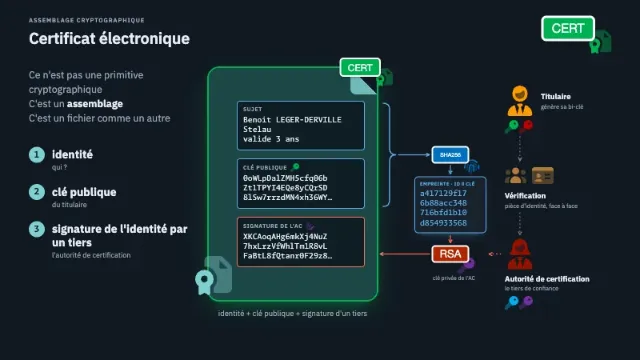 ASSEMBLAGE CRYPTOGRAPHIQUE
Certificat électronique
Ce n'est pas une primitive
cryptographique
C'est un assemblage
C'est un fichier comme un autre
1 identité
qui ?
2 clé publique
du titulaire
3 signature de l'identité par
un tiers
l'autorité de certification
CERT
SUJET
Benoit LEGER-DERVILLE
Stelau
valide 3 ans
CLÉ PUBLIQUE
0oWLpDalZMH5cfq06b
ZtlTPYI4EQe8yCQrSD
8lSw7rrzdMN4xh36WY…
SIGNATURE DE L'AC
XKCAoqAHg6mkXj4NuZ
7hxLrzVfWhlTmlR8vL
FaBtL8fQtanr0F29z8…
identité + clé publique + signature d'un tiers
SHA256
EMPREINTE · ID + CLÉ
a417129f17
6b88acc348
716bfd1b10
d854933568
RSA
clé privée de l'AC
CERT
Titulaire
génère sa bi-clé
Vérification
pièce d'identité, face à face
Autorité de certification
le tiers de confiance